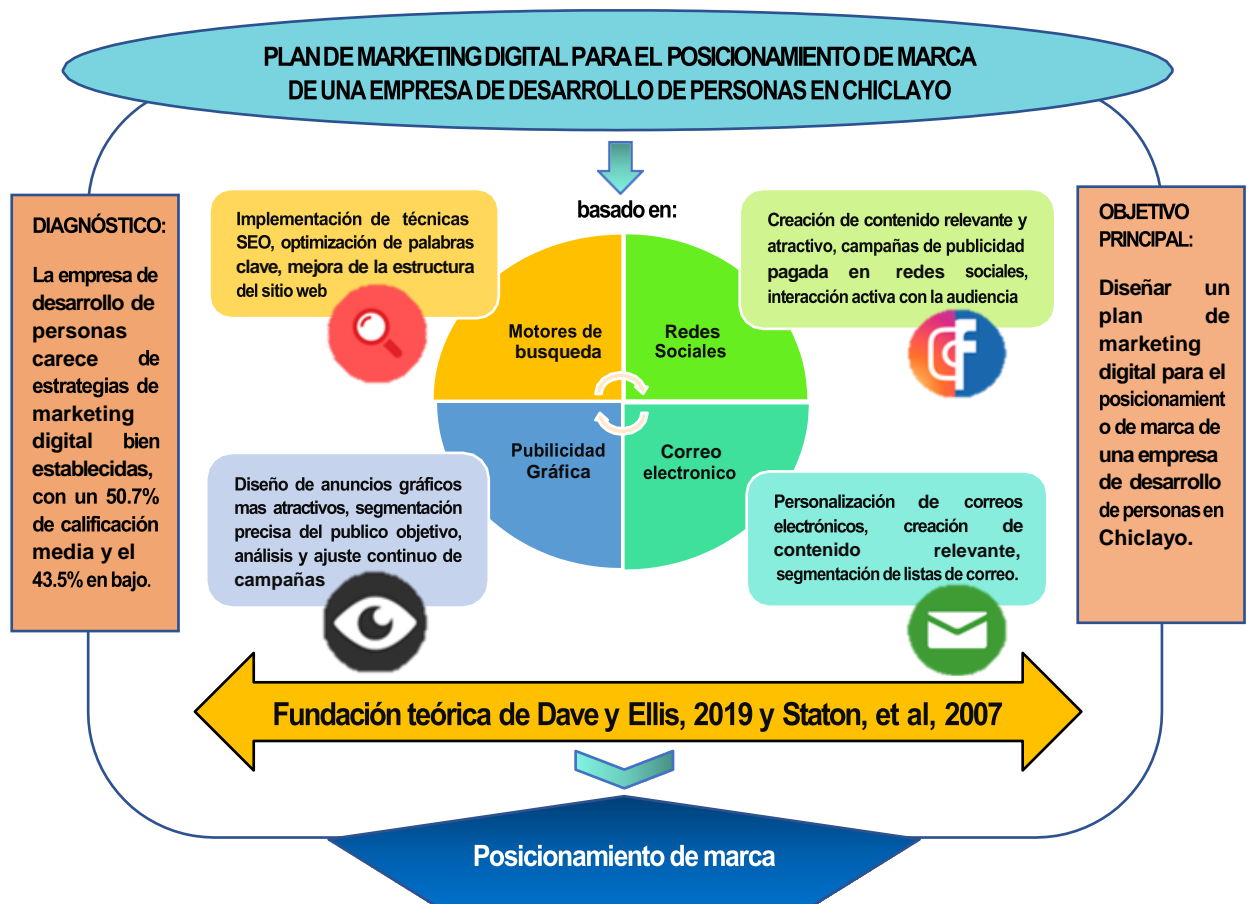 PLAN DE MARKETING DIGITAL PARA EL POSICIONAMIENTO DE MARCA
DE UNA EMPRESA DE DESARROLLO DE PERSONAS EN CHICLAYO
DIAGNÓSTICO:
La empresa de
desarrollo de
personas
carece de
estrategias de
marketing
digital bien
establecidas,
con un 50.7%
de calificación
media y el
43.5% en bajo.
Implementación de técnicas
SEO, optimización de palabras
clave, mejora de la estructura
del sitio web
basado en:
Creación de contenido relevante y
atractivo, campañas de publicidad
pagada en redes sociales,
interacción activa con la audiencia
Motores de
busqueda
Redes
Sociales
Pubilicidad
Gráfica
Correo
electronico
Diseño de anuncios gráficos
mas atractivos, segmentación
precisa del publico objetivo,
análisis y ajuste continuo de
campañas
Personalización de correos
electrónicos, creación de
contenido relevante,
segmentación de listas de correo.
OBJETIVO
PRINCIPAL:
Diseñar un
plan de
marketing
digital para el
posicionamient
o de marca de
una empresa
de desarrollo
de personas en
Chiclayo.
Fundación teórica de Dave y Ellis, 2019 y Staton, et al, 2007
Posicionamiento de marca